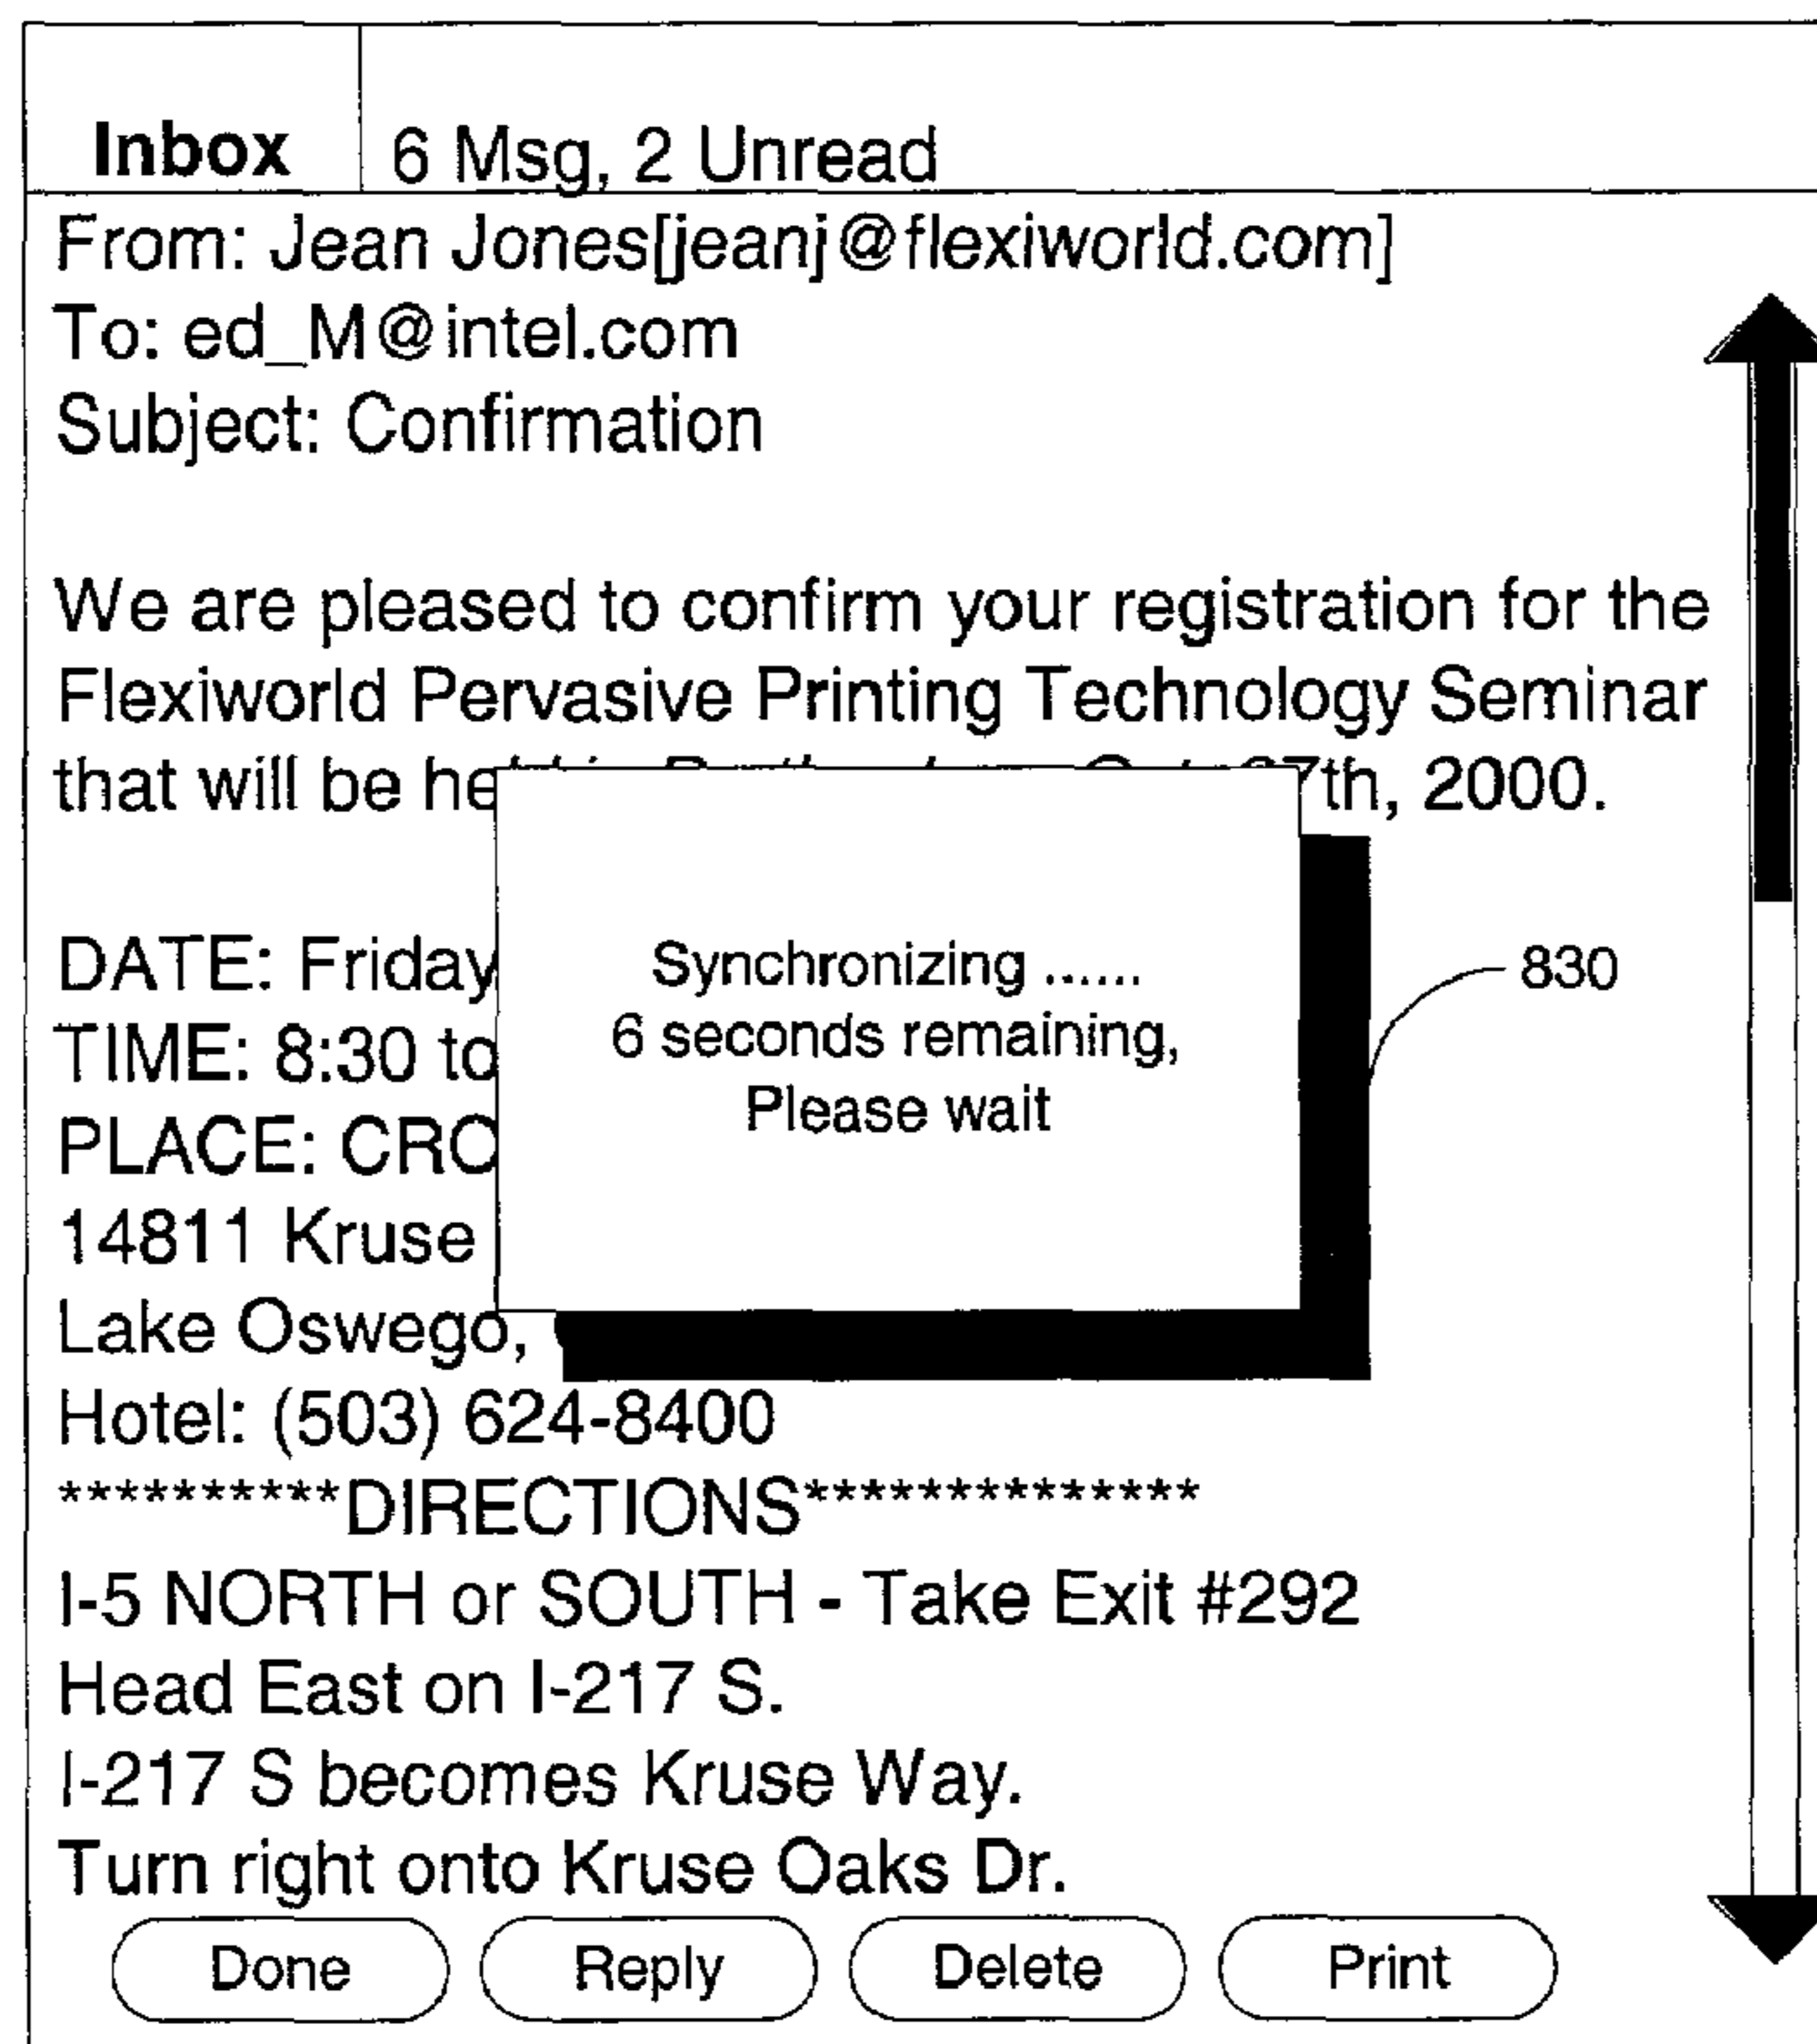 Inbox 6 Msg, 2 Unread
From: Jean Jones[jeanj@flexiworld.com]
To: ed_M@intel.com
Subject: Confirmation
We are pleased to confirm your registration for the
Flexiworld Pervasive Printing Technology Seminar
that will be he 7th, 2000.
DATE: Friday
TIME: 8:30 to
PLACE: CRO
14811 Kruse
Lake Oswego,
Synchronizing ......
6 seconds remaining,
Please wait
830
Hotel: (503) 624-8400
**********DIRECTIONS**************
I-5 NORTH or SOUTH - Take Exit #292
Head East on I-217 S.
I-217 S becomes Kruse Way.
Turn right onto Kruse Oaks Dr.
Done Reply Delete Print